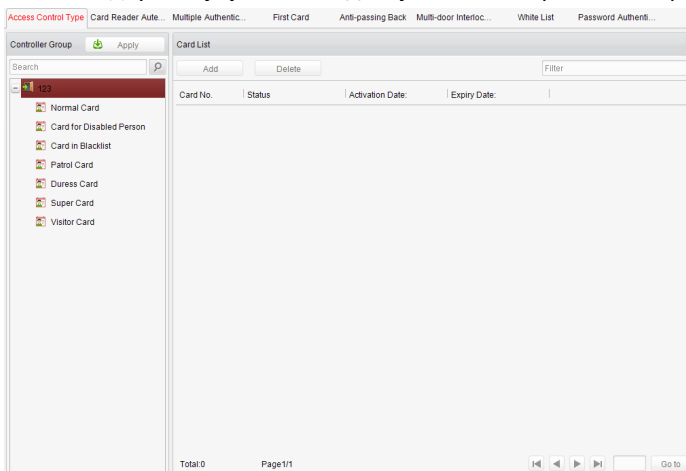 Access Control Type Card Reader Aute... Multiple Authentic... First Card Anti-passing Back Multi-door Interloc... White List Password Authenti...
Controller Group Apply Card List
Search Add Delete Filter
123
Card No. Status Activation Date: Expiry Date:
Normal Card
Card for Disabled Person
Card in Blacklist
Patrol Card
Duress Card
Super Card
Visitor Card
Total:0 Page1/1 Go to